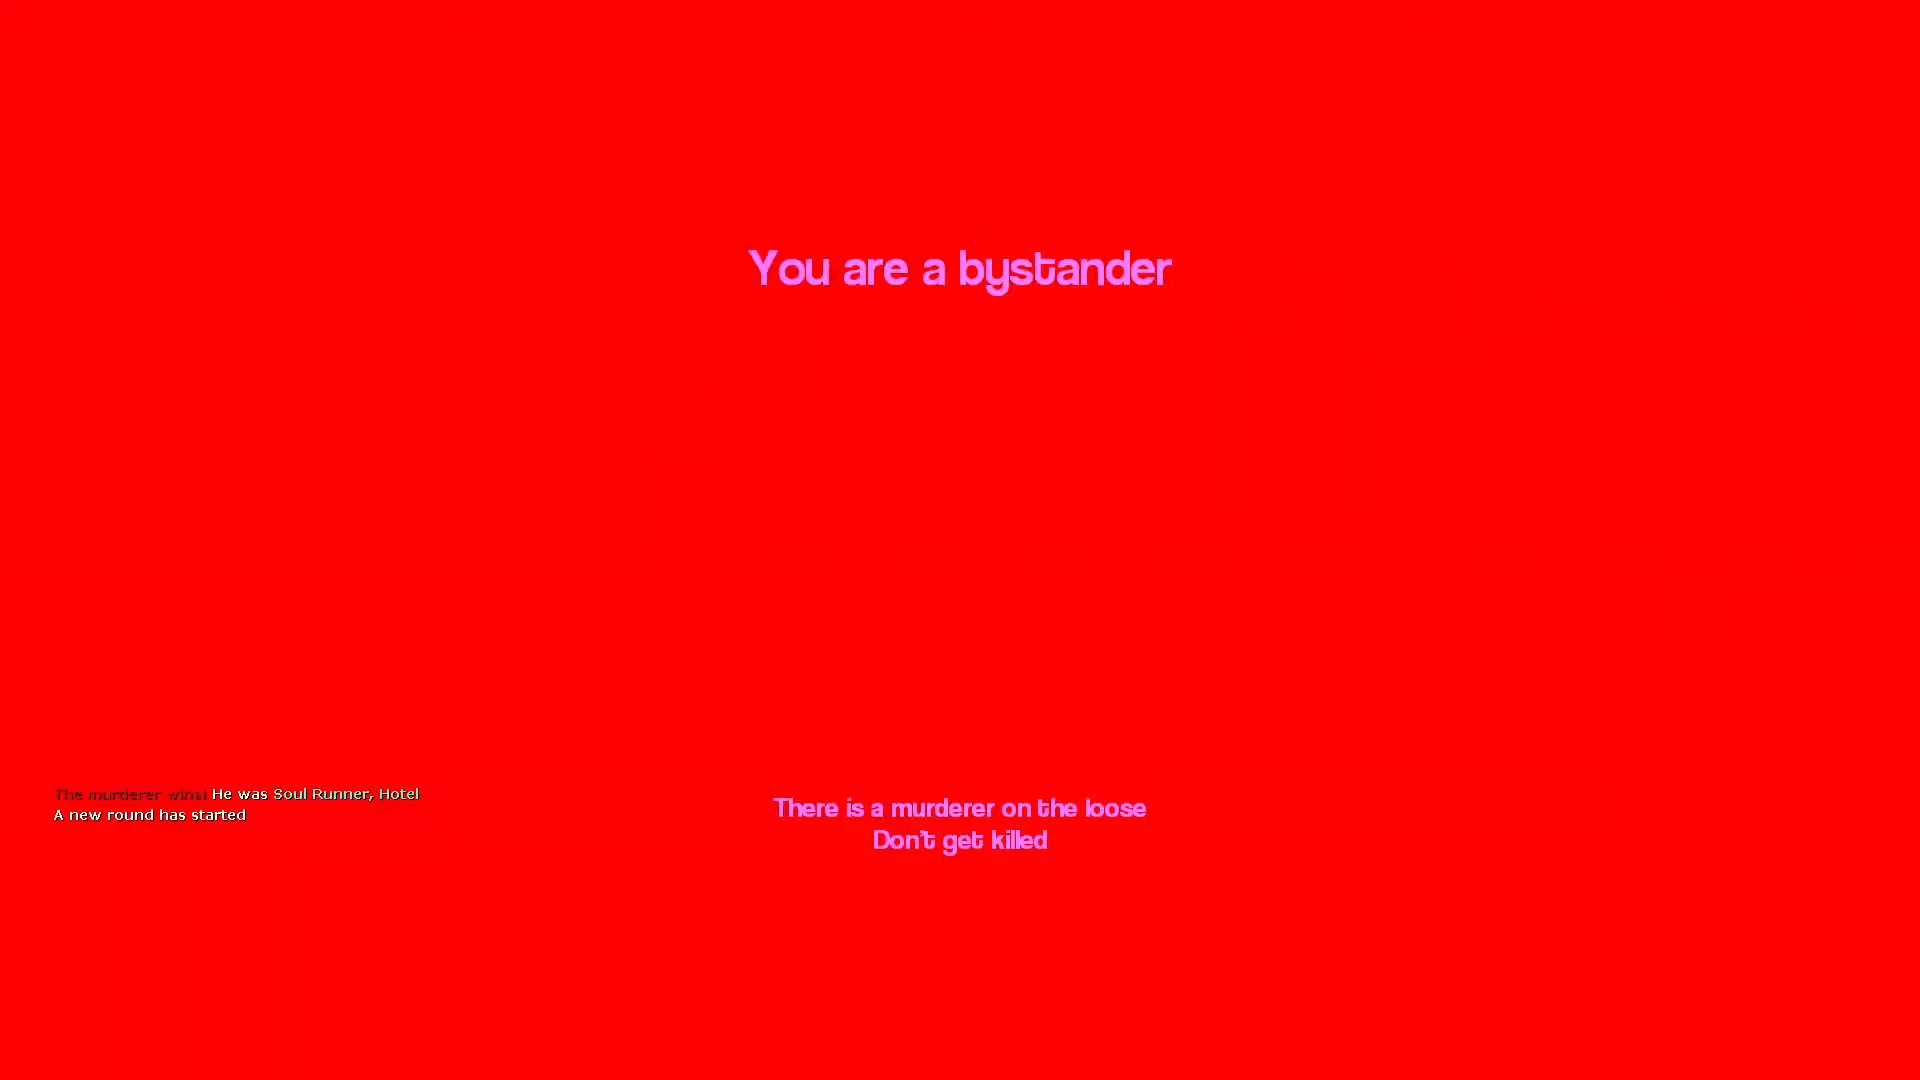 You are a bystander
The murderer wins! He was Soul Runner, Hotel
A new round has started
There is a murderer on the loose
Don't get killed